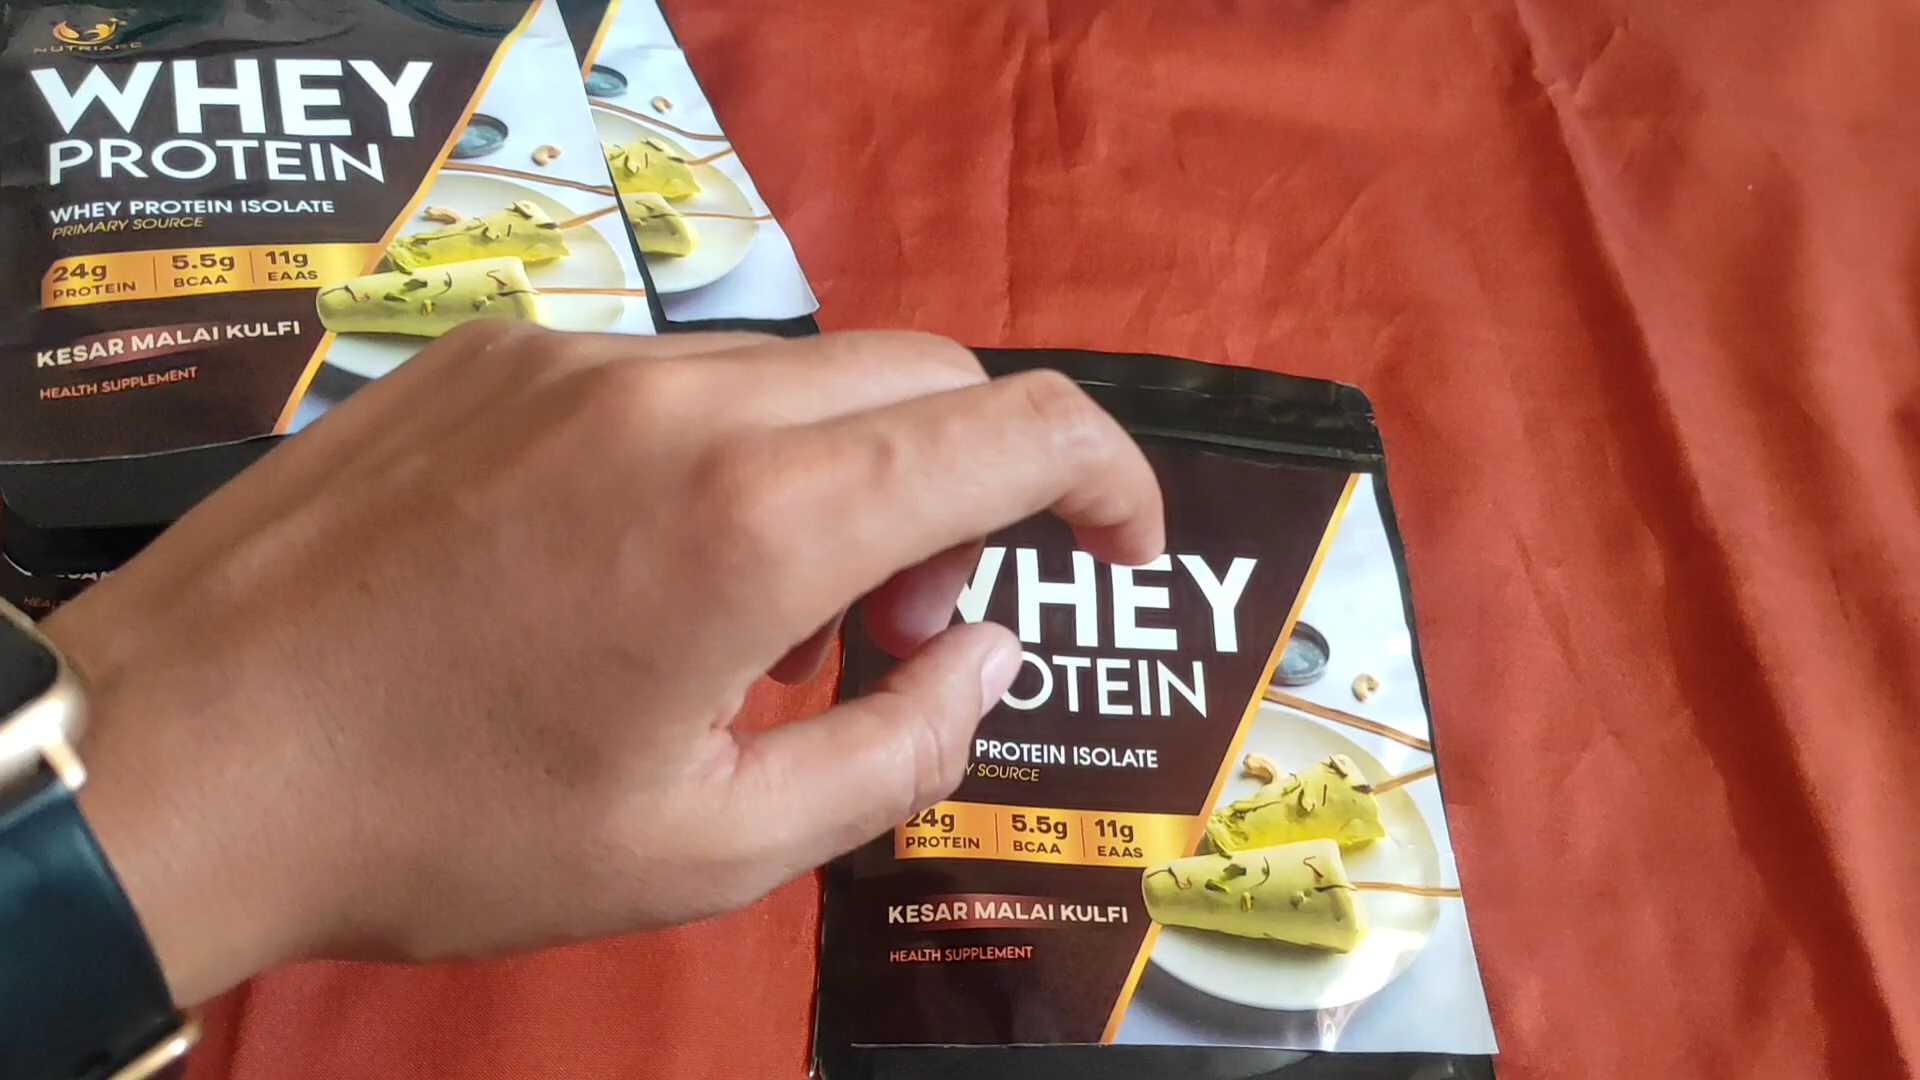 WHEY
PROTEIN
WHEY PROTEIN ISOLATE
PRIMARY SOURCE
24g
PROTEIN
5.5g
BCAA
11g
EAAS
KESAR MALAI KULFI
HEALTH SUPPLEMENT
WHEY
OTEIN
PROTEIN ISOLATE
Y SOURCE
24g
PROTEIN
5.5g
BCAA
11g
EAAS
KESAR MALAI KULFI
HEALTH SUPPLEMENT